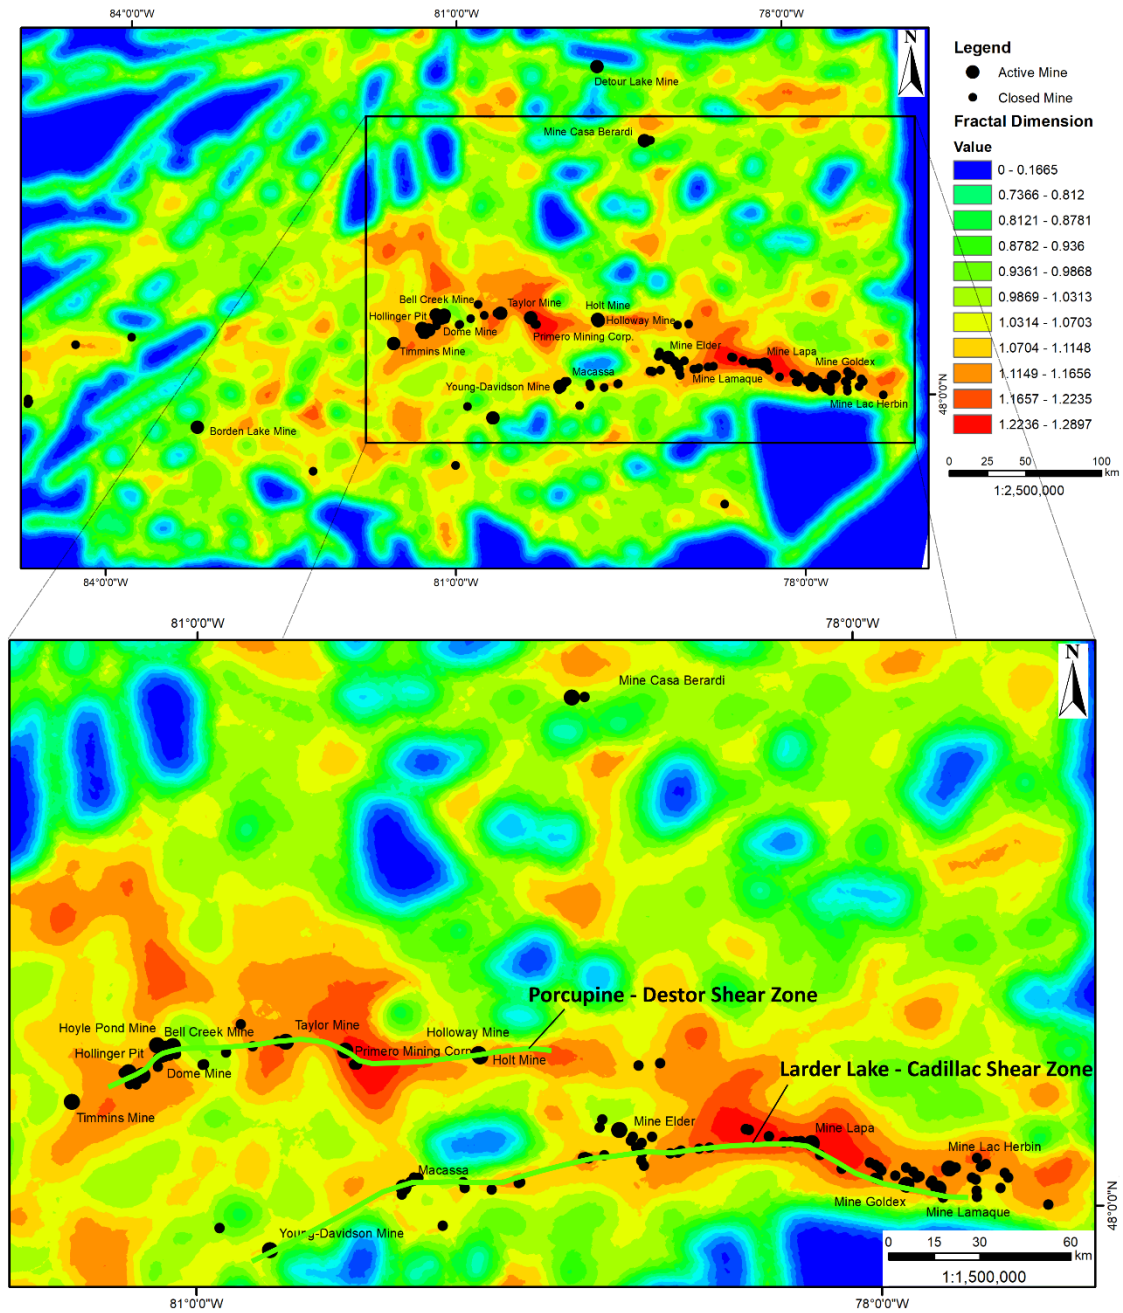 84°0'0"W
81°0'0"W
78°0'0"W
N
Detour Lake Mine
Mine Casa Berardi
Bell Creek Mine
Taylor Mine
Holt Mine
Hollinger Pit
Holloway Mine
Dome Mine
Primero Mining Corp.
Timmins Mine
Mine Elder
Mine Lapa
Macassa
Mine Goldex
Young-Davidson Mine
Mine Lamaque
Mine Lac Herbin
Borden Lake Mine
48°0'0"N
84°0'0"W
81°0'0"W
78°0'0"W
Legend
Active Mine
Closed Mine
Fractal Dimension
Value
0 - 0.1665
0.7366 - 0.812
0.8121 - 0.8781
0.8782 - 0.936
0.9361 - 0.9868
0.9869 - 1.0313
1.0314 - 1.0703
1.0704 - 1.1148
1.1149 - 1.1656
1.1657 - 1.2235
1.2236 - 1.2897
0 25 50 100
km
1:2,500,000
81°0'0"W
78°0'0"W
N
Mine Casa Berardi
Porcupine - Destor Shear Zone
Hoyle Pond Mine
Bell Creek Mine
Taylor Mine
Holloway Mine
Hollinger Pit
Primero Mining Corp
Holt Mine
Dome Mine
Larder Lake - Cadillac Shear Zone
Timmins Mine
Mine Elder
Mine Lapa
Mine Lac Herbin
Macassa
Mine Goldex
Mine Lamaque
Young-Davidson Mine
48°0'0"N
0 15 30 60
km
1:1,500,000
81°0'0"W
78°0'0"W